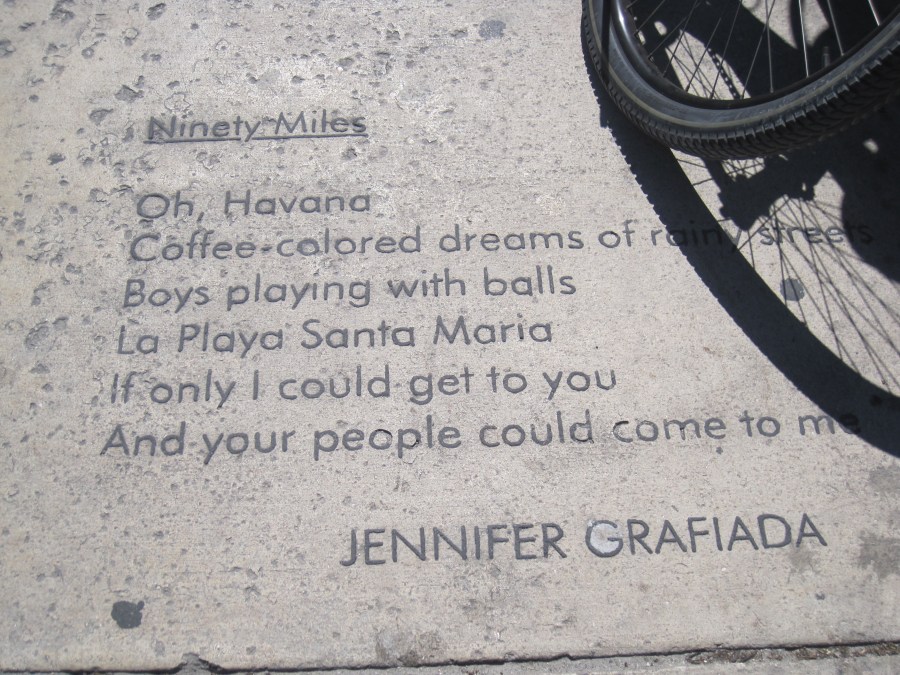 Ninety Miles
Oh, Havana
Coffee-colored dreams of rainy streets
Boys playing with balls
La Playa Santa Maria
If only I could get to you
And your people could come to me
JENNIFER GRAFIADA